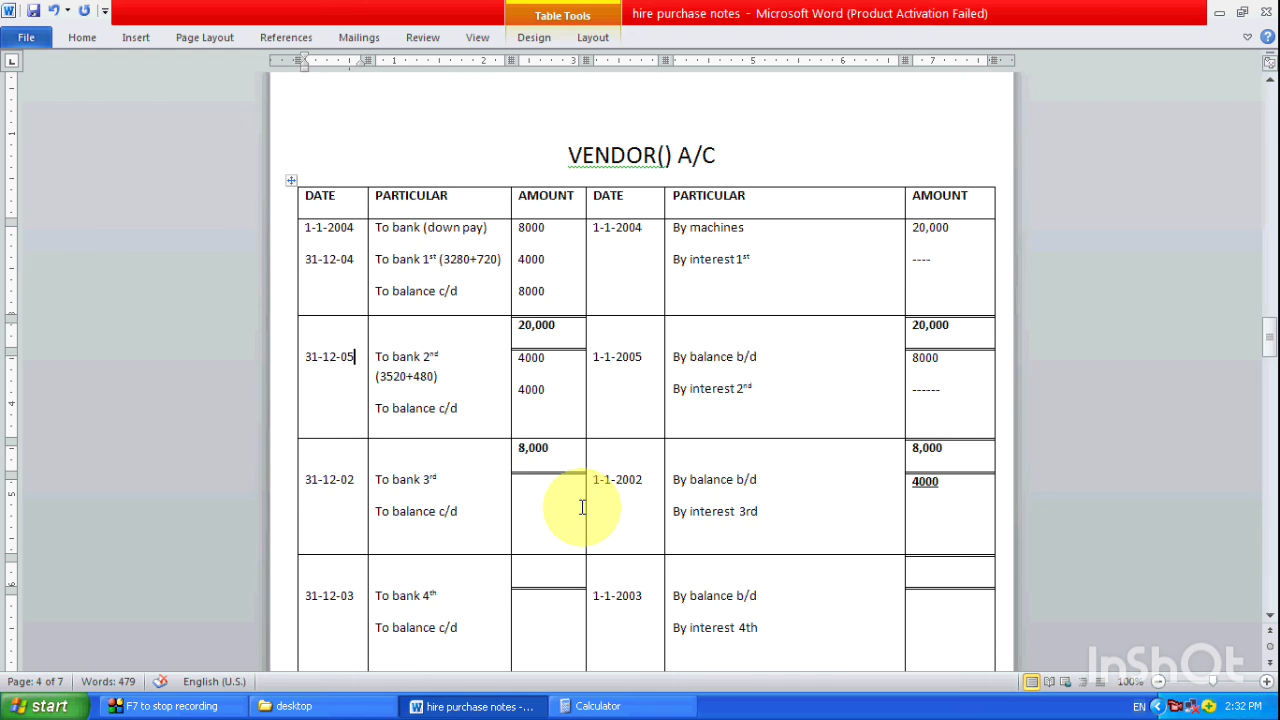 Table Tools
hire purchase notes - Microsoft Word (Product Activation Failed)
File Home Insert Page Layout References Mailings Review View Design Layout
1 2 3 5 6 7
VENDOR() A/C
DATE PARTICULAR AMOUNT DATE PARTICULAR AMOUNT
1-1-2004 To bank (down pay) 8000 1-1-2004 By machines 20,000
31-12-04 To bank 1st (3280+720) 4000 By interest 1st ----
To balance c/d 8000
20,000 20,000
31-12-05 To bank 2nd 4000 1-1-2005 By balance b/d 8000
(3520+480) 4000 By interest 2nd ------
To balance c/d
8,000 8,000
31-12-02 To bank 3rd 1-1-2002 By balance b/d 4000
To balance c/d By interest 3rd
31-12-03 To bank 4th 1-1-2003 By balance b/d
To balance c/d By interest 4th
InShOt
Page: 4 of 7 Words: 479 English (U.S.) 100%
start F7 to stop recording desktop hire purchase notes -... Calculator EN 2:32 PM